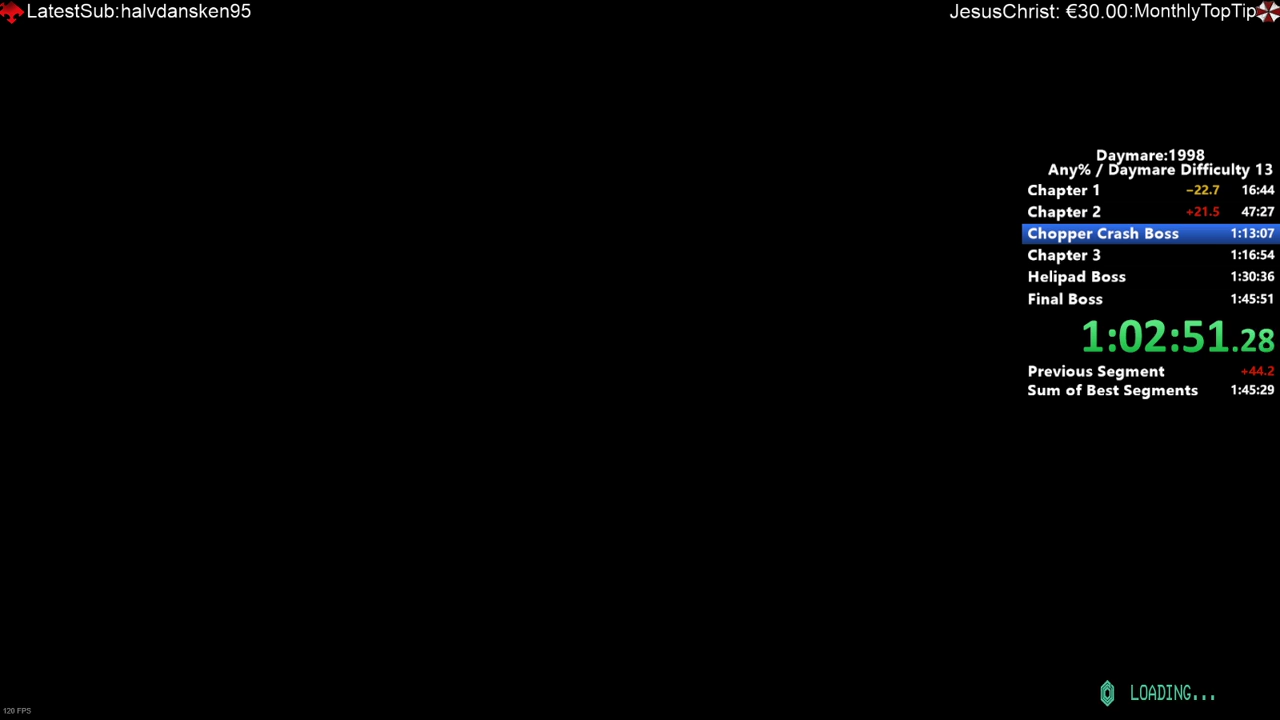 LatestSub:halvdansken95
JesusChrist: €30.00:MonthlyTopTip
Daymare:1998
Any% / Daymare Difficulty 13
Chapter 1 −22.7 16:44
Chapter 2 +21.5 47:27
Chopper Crash Boss 1:13:07
Chapter 3 1:16:54
Helipad Boss 1:30:36
Final Boss 1:45:51
1:02:51.28
Previous Segment +44.2
Sum of Best Segments 1:45:29
LOADING...
120 FPS